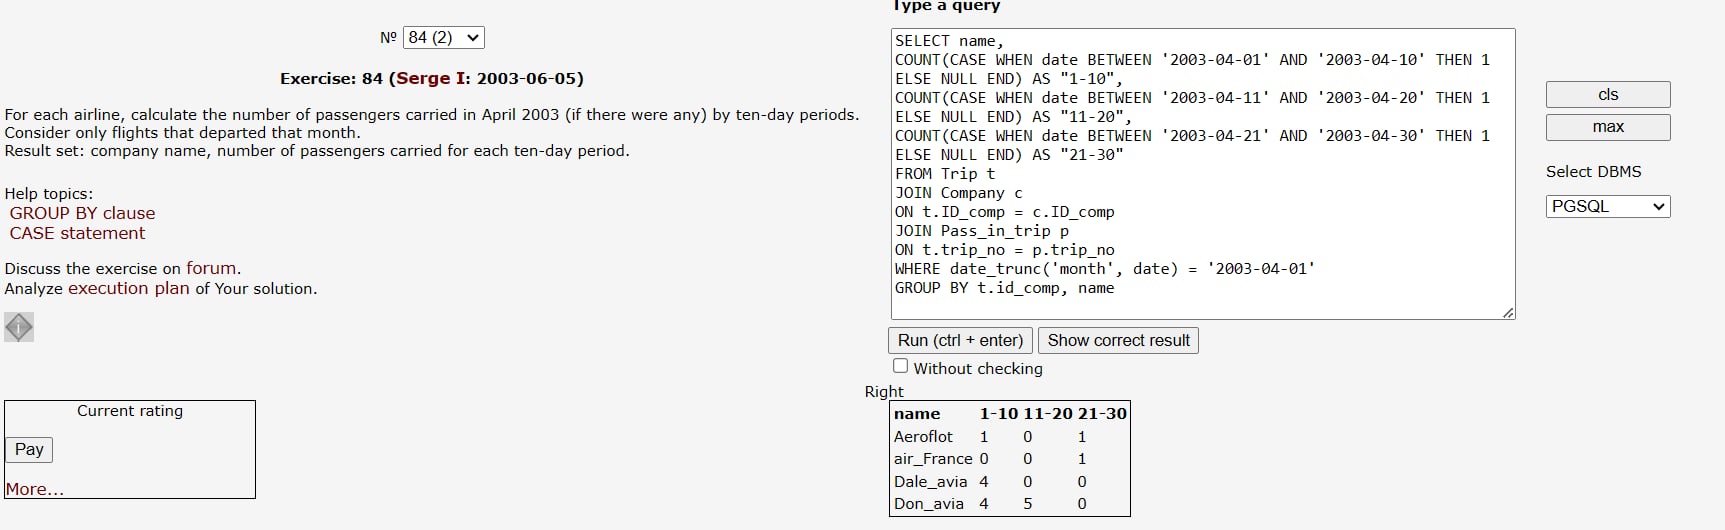 Nº 84 (2)
Exercise: 84 (Serge I: 2003-06-05)
For each airline, calculate the number of passengers carried in April 2003 (if there were any) by ten-day periods.
Consider only flights that departed that month.
Result set: company name, number of passengers carried for each ten-day period.
Help topics:
GROUP BY clause
CASE statement
Discuss the exercise on forum.
Analyze execution plan of Your solution.
i
Current rating
Pay
More...
Type a query
SELECT name,
COUNT(CASE WHEN date BETWEEN '2003-04-01' AND '2003-04-10' THEN 1
ELSE NULL END) AS "1-10",
COUNT(CASE WHEN date BETWEEN '2003-04-11' AND '2003-04-20' THEN 1
ELSE NULL END) AS "11-20",
COUNT(CASE WHEN date BETWEEN '2003-04-21' AND '2003-04-30' THEN 1
ELSE NULL END) AS "21-30"
FROM Trip t
JOIN Company c
ON t.ID_comp = c.ID_comp
JOIN Pass_in_trip p
ON t.trip_no = p.trip_no
WHERE date_trunc('month', date) = '2003-04-01'
GROUP BY t.id_comp, name
cls
max
Select DBMS
PGSQL
Run (ctrl + enter) Show correct result
Without checking
Right
name 1-10 11-20 21-30
Aeroflot 1 0 1
air_France 0 0 1
Dale_avia 4 0 0
Don_avia 4 5 0